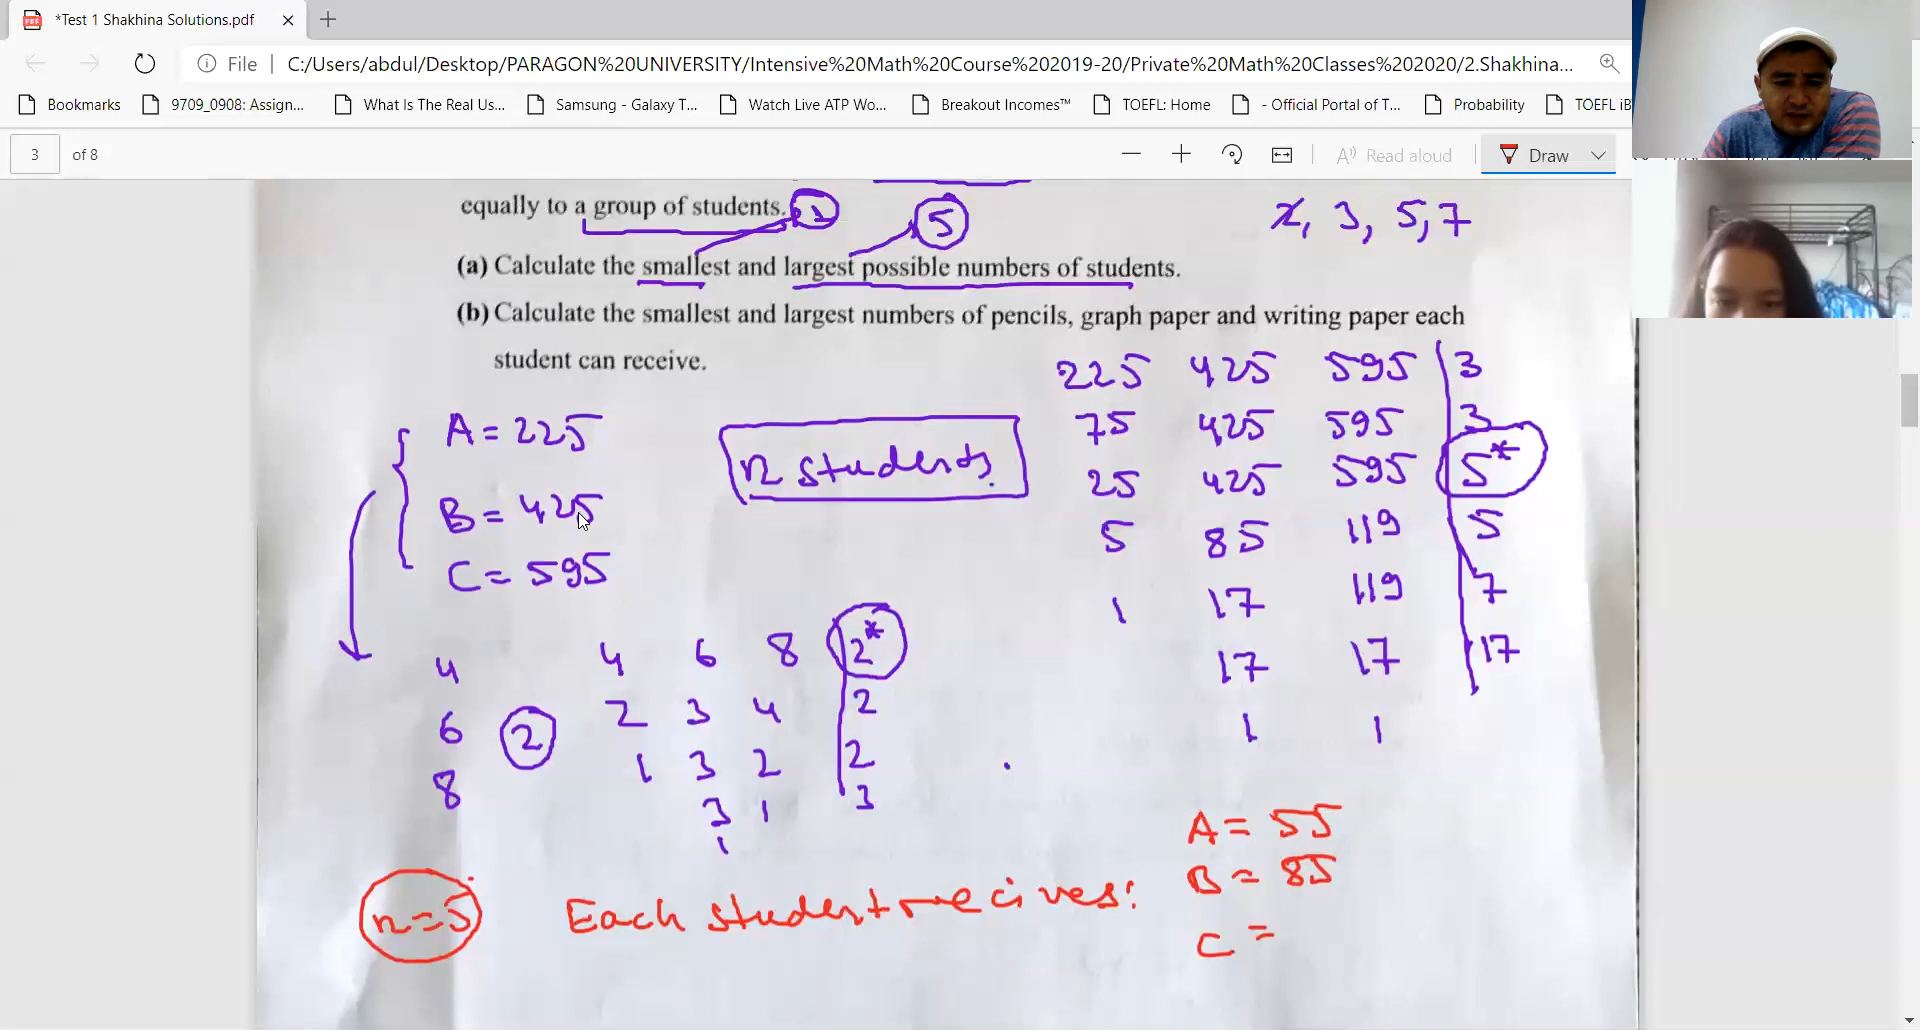 *Test 1 Shakhina Solutions.pdf
File | C:/Users/abdul/Desktop/PARAGON%20UNIVERSITY/Intensive%20Math%20Course%202019-20/Private%20Math%20Classes%202020/2.Shakhina...
Bookmarks 9709_0908: Assign... What Is The Real Us... Samsung - Galaxy T... Watch Live ATP Wo... Breakout Incomes™ TOEFL: Home - Official Portal of T... Probability TOEFL iB
3 of 8 Read aloud Draw
equally to a group of students. 5 2, 3, 5, 7
(a) Calculate the smallest and largest possible numbers of students.
(b) Calculate the smallest and largest numbers of pencils, graph paper and writing paper each
student can receive.
225 425 595 3
A = 225 75 425 595 3
n students. 25 425 595 5*
B = 425 5 85 119 5
C = 595 1 17 119 7
4 4 6 8 2* 17 17 17
6 2 2 3 4 2 1 1
1 3 2 2
8 3 1 3
1
A = 55
B = 85
n=5 Each student recives:
C =